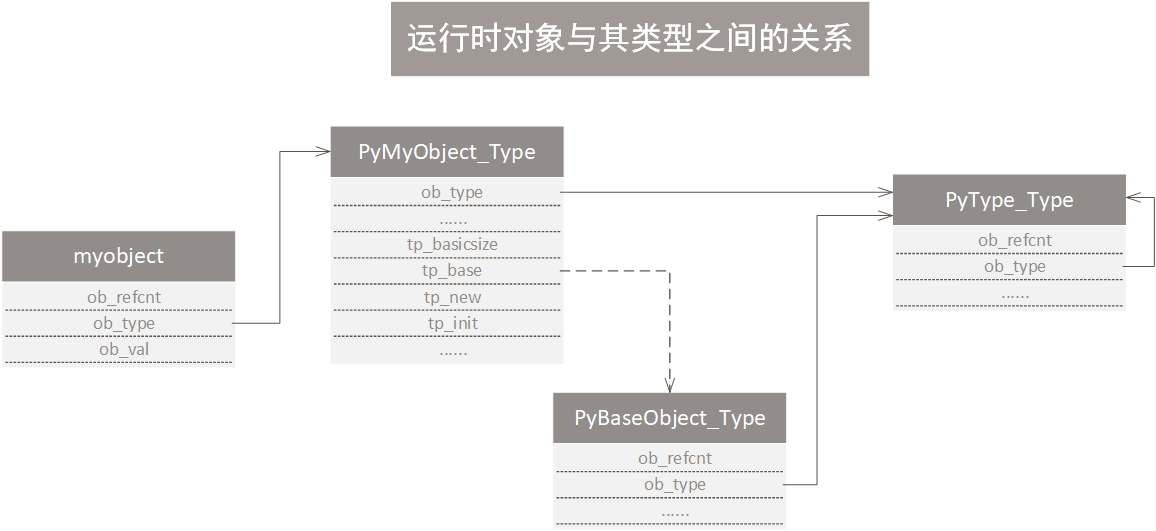 运行时对象与其类型之间的关系
myobject
ob_refcnt
ob_type
ob_val
PyMyObject_Type
ob_type
......
tp_basicsize
tp_base
tp_new
tp_init
......
PyBaseObject_Type
ob_refcnt
ob_type
......
PyType_Type
ob_refcnt
ob_type
......